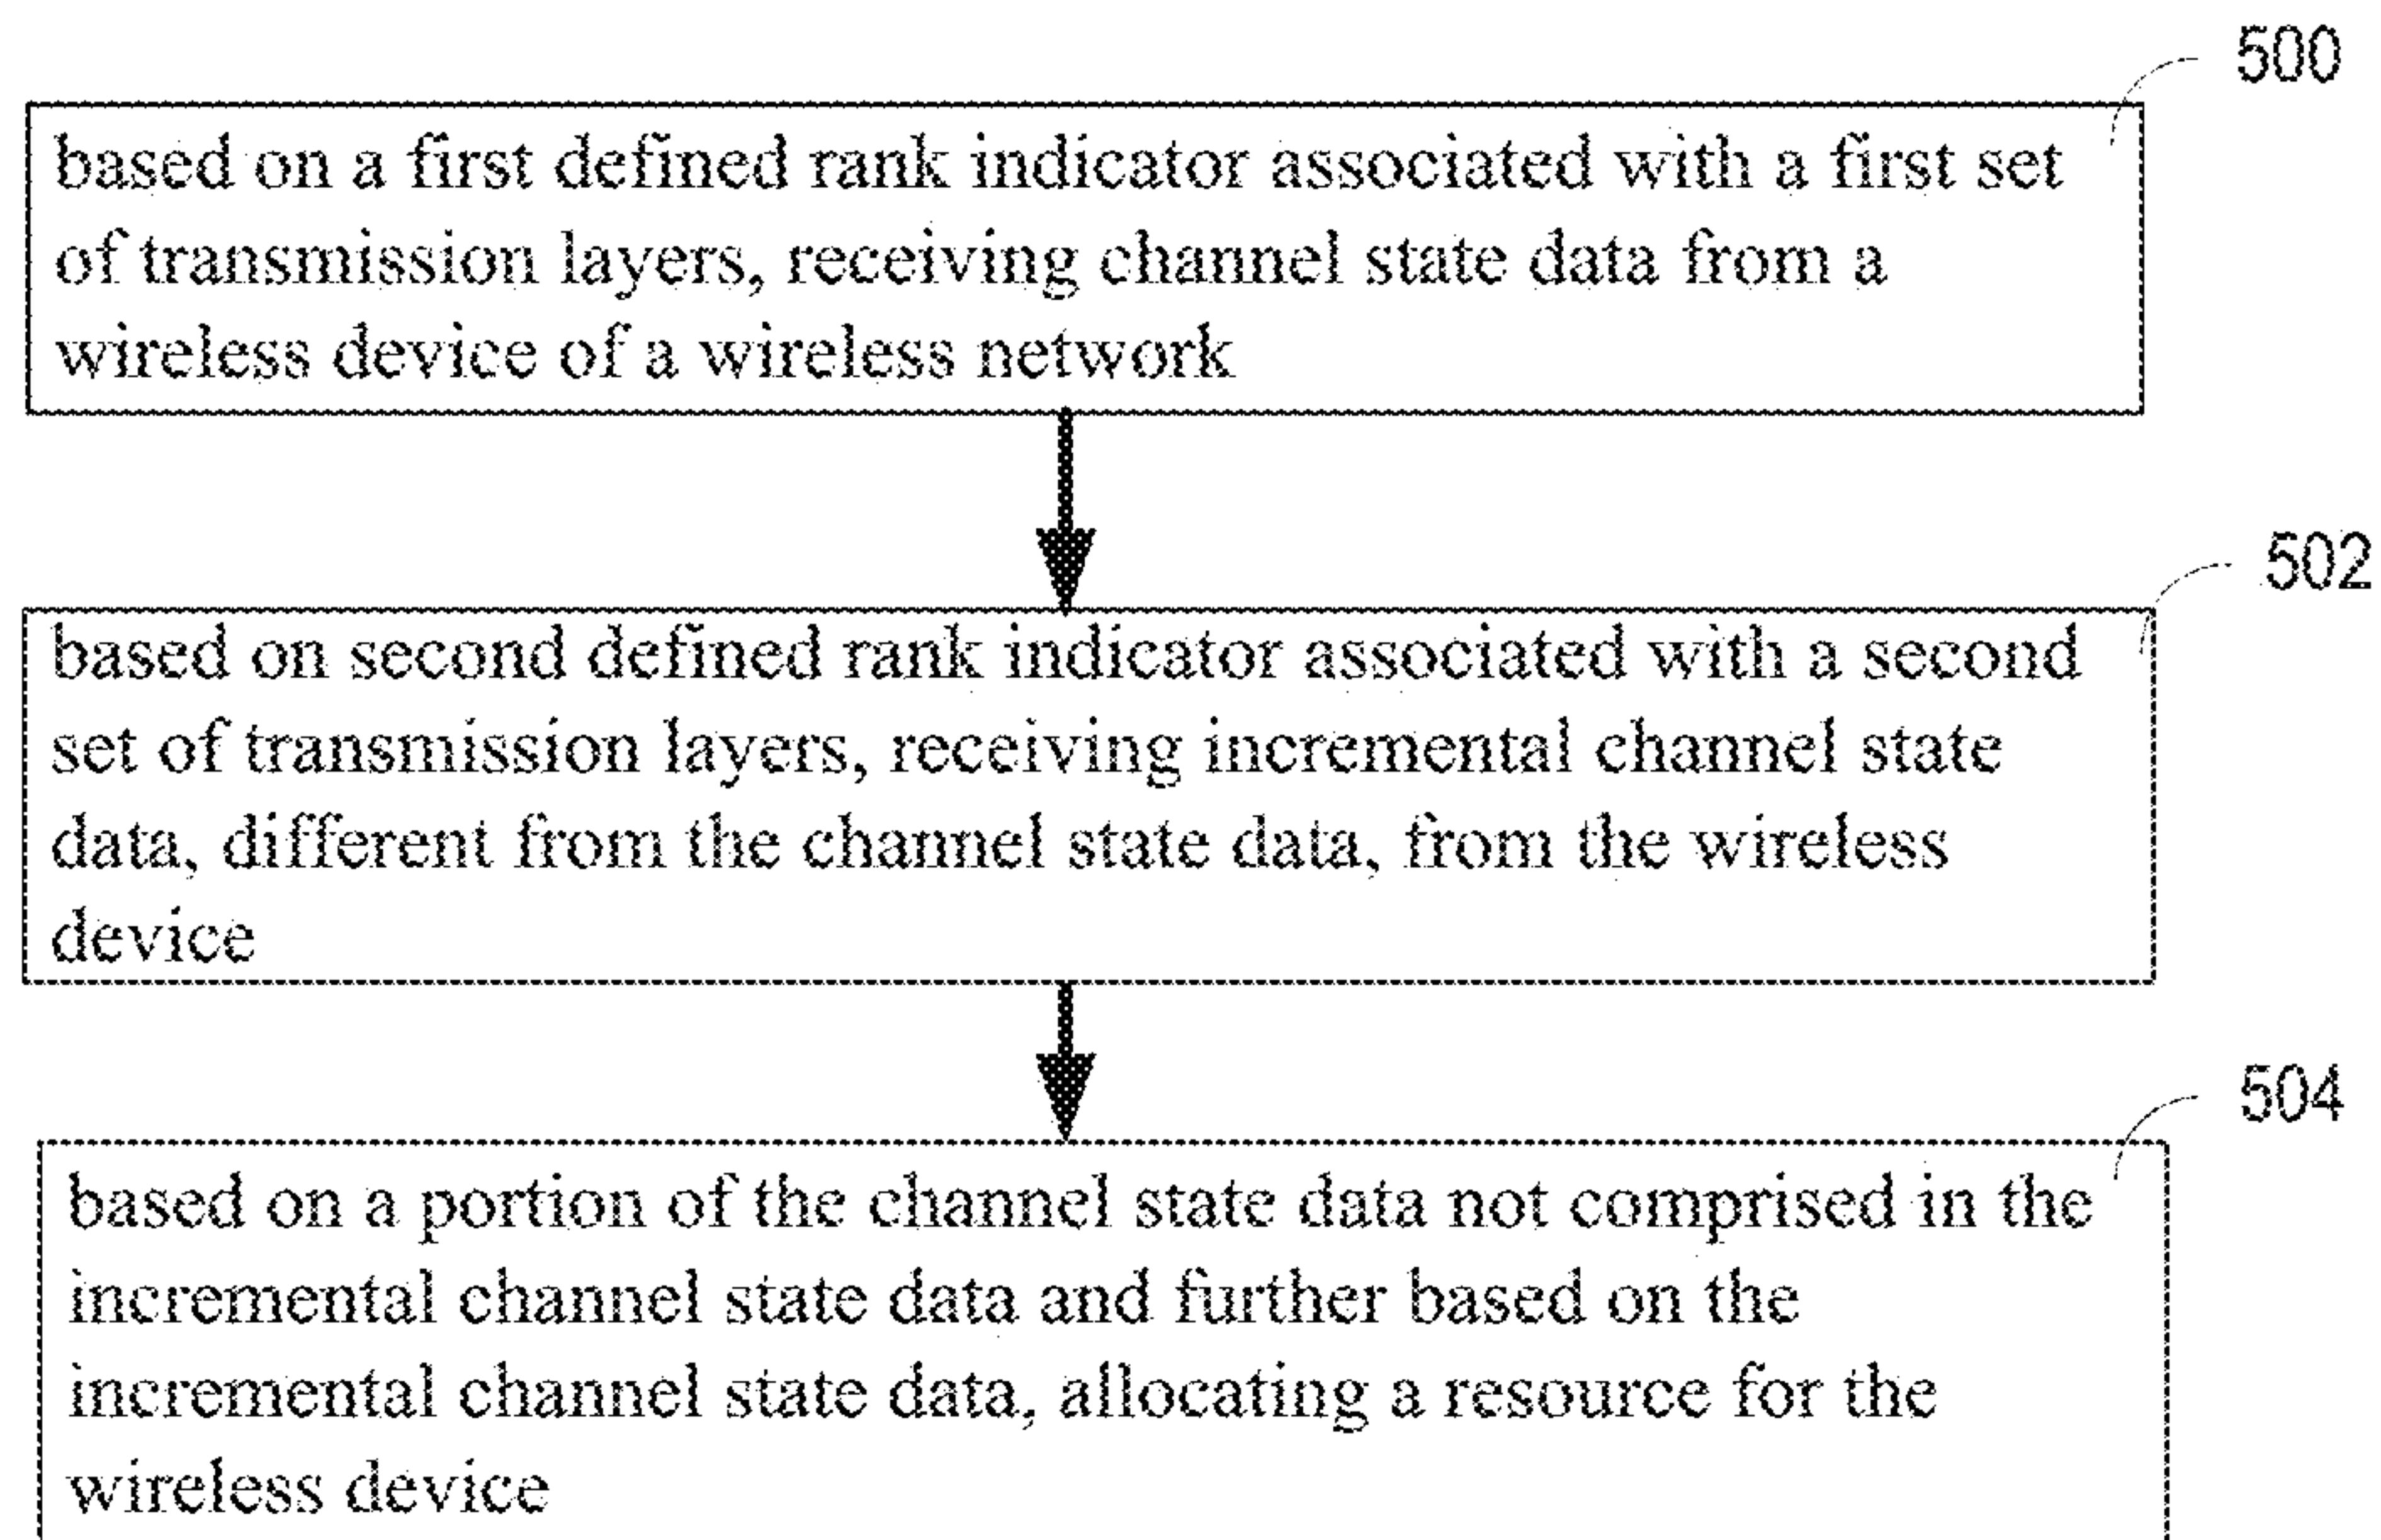 500
based on a first defined rank indicator associated with a first set
of transmission layers, receiving channel state data from a
wireless device of a wireless network
502
based on second defined rank indicator associated with a second
set of transmission layers, receiving incremental channel state
data, different from the channel state data, from the wireless
device
504
based on a portion of the channel state data not comprised in the
incremental channel state data and further based on the
incremental channel state data, allocating a resource for the
wireless device